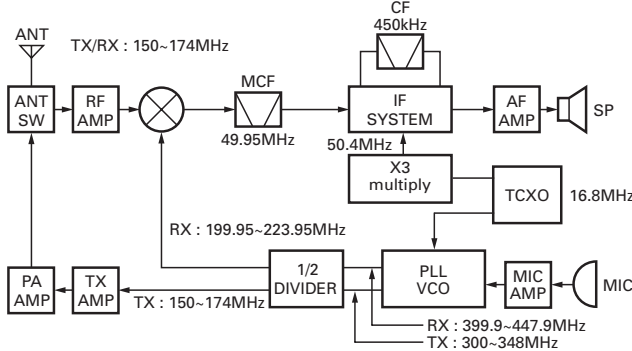 CF
450kHz
ANT
TX/RX : 150~174MHz
MCF
ANT
SW
RF
AMP
IF
SYSTEM
AF
AMP
SP
49.95MHz
50.4MHz
X3
multiply
TCXO
16.8MHz
RX : 199.95~223.95MHz
PA
AMP
TX
AMP
1/2
DIVIDER
PLL
VCO
MIC
AMP
MIC
TX : 150~174MHz
RX : 399.9~447.9MHz
TX : 300~348MHz